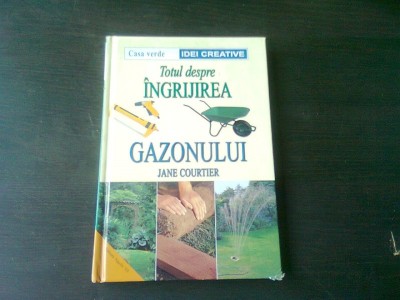 Casa verde IDEI CREATIVE
Totul despre
ÎNGRIJIREA
GAZONULUI
JANE COURTIER